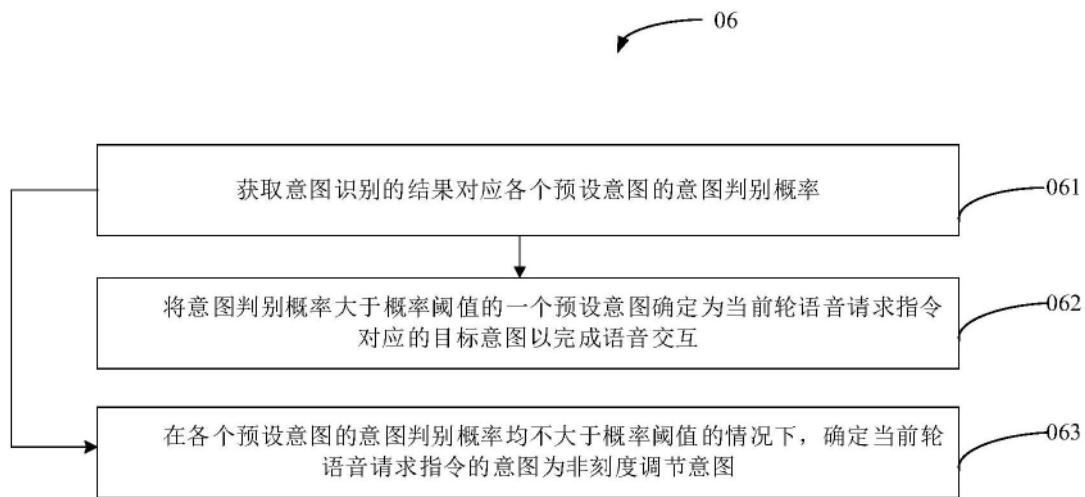 06
获取意图识别的结果对应各个预设意图的意图判别概率
061
将意图判别概率大于概率阈值的一个预设意图确定为当前轮语音请求指令
对应的目标意图以完成语音交互
062
在各个预设意图的意图判别概率均不大于概率阈值的情况下，确定当前轮
语音请求指令的意图为非刻度调节意图
063